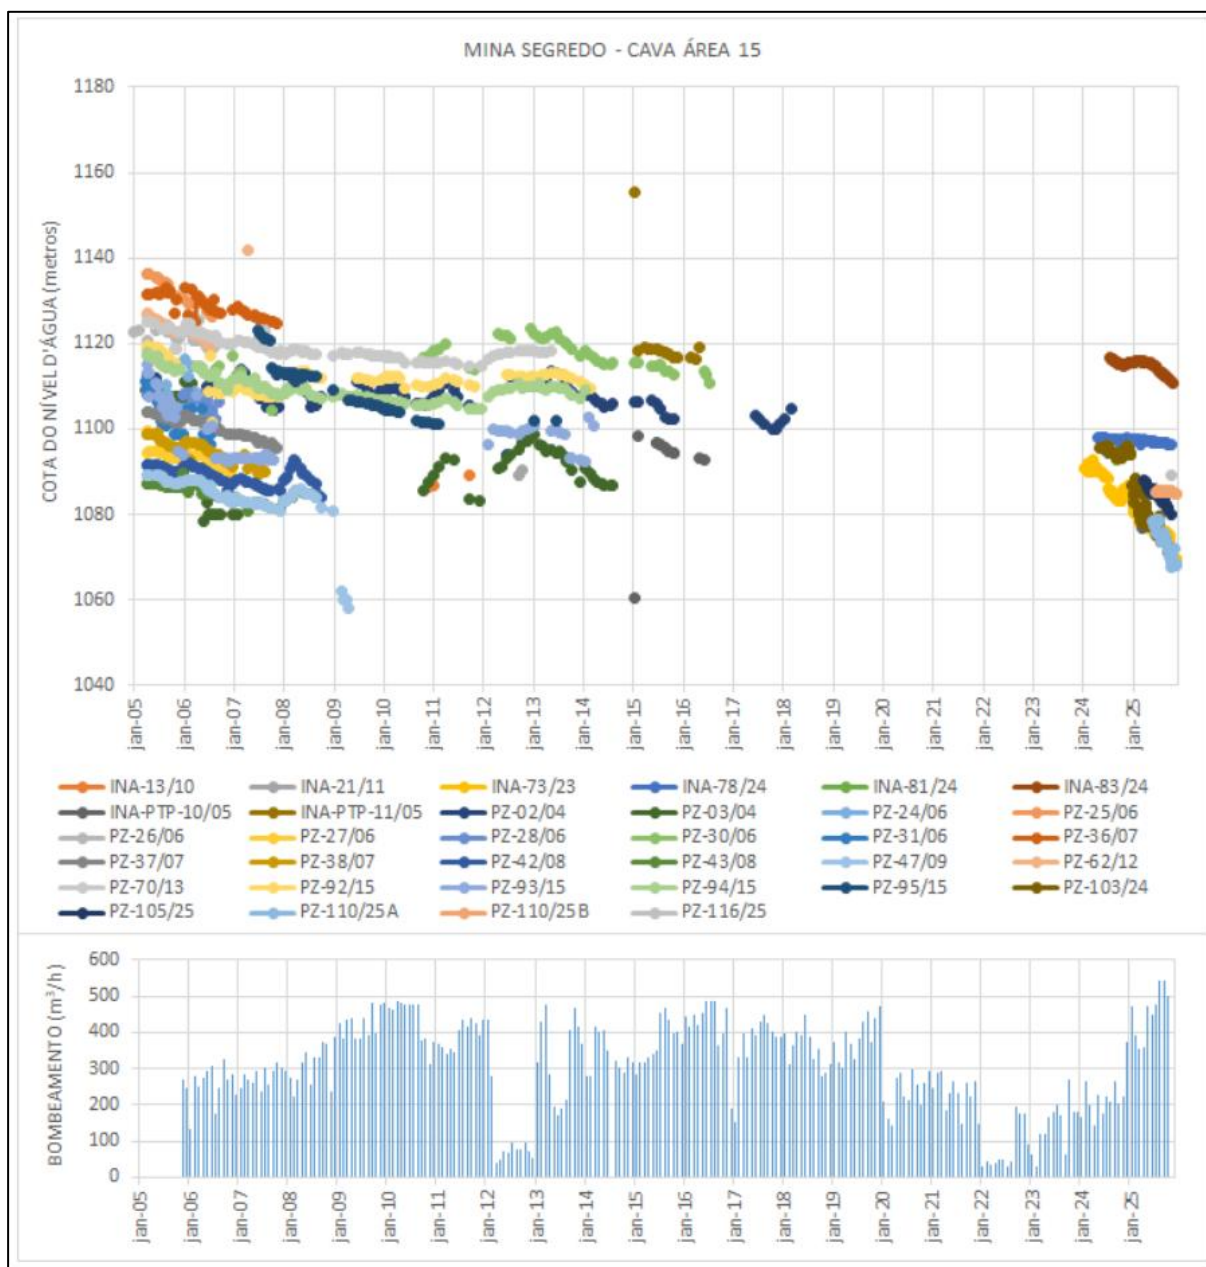 MINA SEGREDO - CAVA ÁREA 15
COTA DO NÍVEL D'ÁGUA (metros)
1180
1160
1140
1120
1100
1080
1060
1040
jan-05 jan-06 jan-07 jan-08 jan-09 jan-10 jan-11 jan-12 jan-13 jan-14 jan-15 jan-16 jan-17 jan-18 jan-19 jan-20 jan-21 jan-22 jan-23 jan-24 jan-25
INA-13/10 INA-21/11 INA-73/23 INA-78/24 INA-81/24 INA-83/24
INA-PTP-10/05 INA-PTP-11/05 PZ-02/04 PZ-03/04 PZ-24/06 PZ-25/06
PZ-26/06 PZ-27/06 PZ-28/06 PZ-30/06 PZ-31/06 PZ-36/07
PZ-37/07 PZ-38/07 PZ-42/08 PZ-43/08 PZ-47/09 PZ-62/12
PZ-70/13 PZ-92/15 PZ-93/15 PZ-94/15 PZ-95/15 PZ-103/24
PZ-105/25 PZ-110/25A PZ-110/25B PZ-116/25
BOMBEAMENTO (m³/h)
600
500
400
300
200
100
0
jan-05 jan-06 jan-07 jan-08 jan-09 jan-10 jan-11 jan-12 jan-13 jan-14 jan-15 jan-16 jan-17 jan-18 jan-19 jan-20 jan-21 jan-22 jan-23 jan-24 jan-25